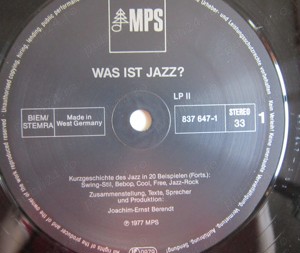 MPS
WAS IST JAZZ?
LP II
BIEM/
STEMRA
Made in
West Germany
837 647-1
STEREO
33
1
Kurzgeschichte des Jazz in 20 Beispielen (Forts.):
Swing-Stil, Bebop, Cool, Free, Jazz-Rock
Zusammenstellung, Texte, Sprecher
und Produktion:
Joachim-Ernst Berendt
Ⓟ 1977 MPS